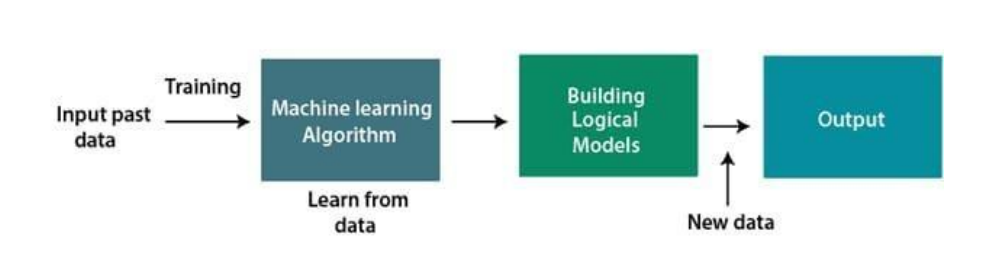 Input past
data
Training
Machine learning
Algorithm
Learn from
data
Building
Logical
Models
New data
Output